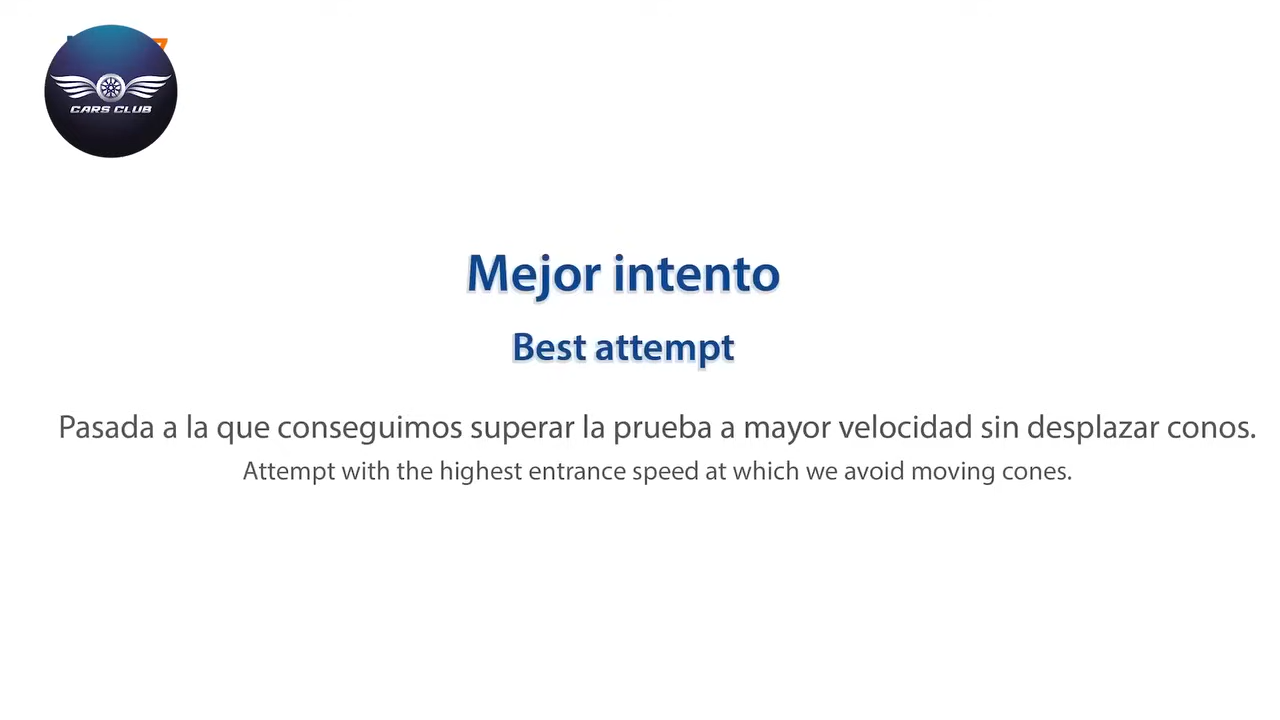 CARS CLUB
Mejor intento
Best attempt
Pasada a la que conseguimos superar la prueba a mayor velocidad sin desplazar conos.
Attempt with the highest entrance speed at which we avoid moving cones.